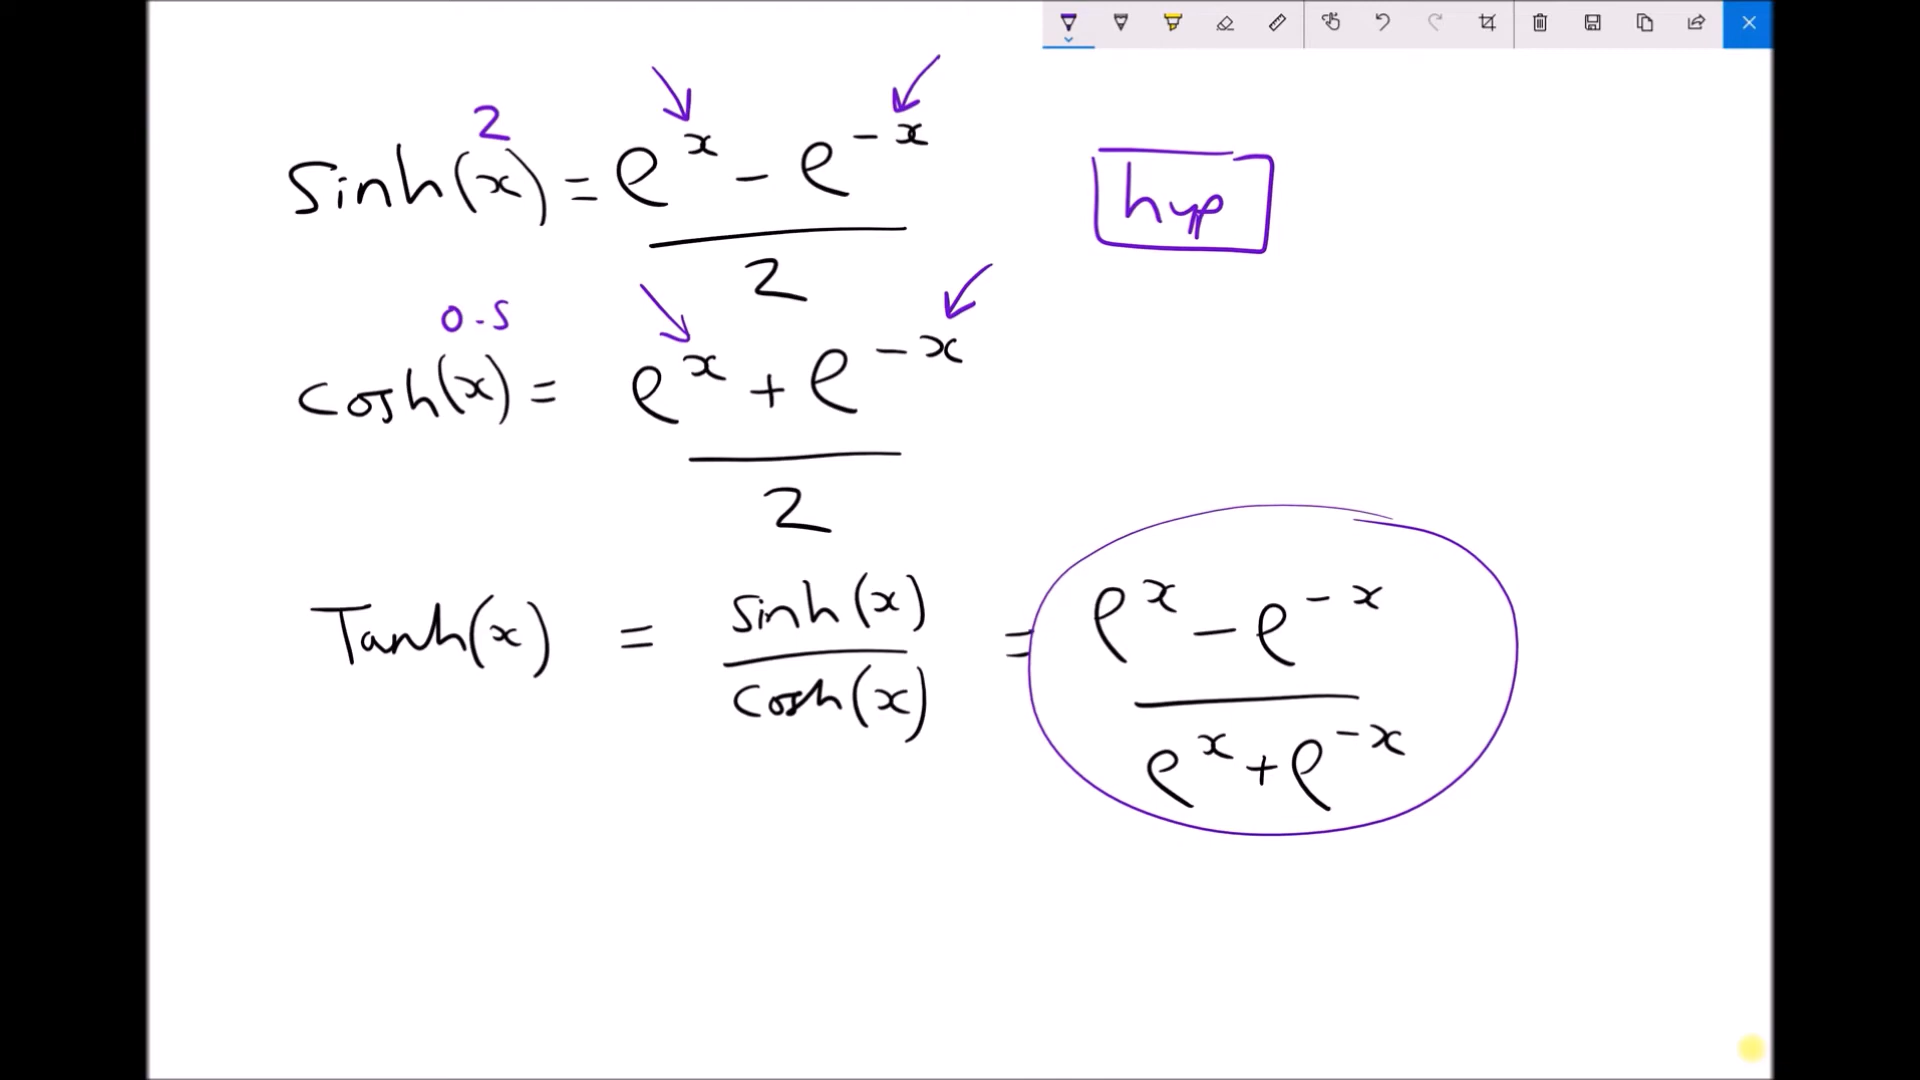 2
Sinh(x) = e^x - e^-x
2
hyp
0.5
Cosh(x) = e^x + e^-x
2
Tanh(x) = sinh(x) = e^x - e^-x
cosh(x) e^x + e^-x